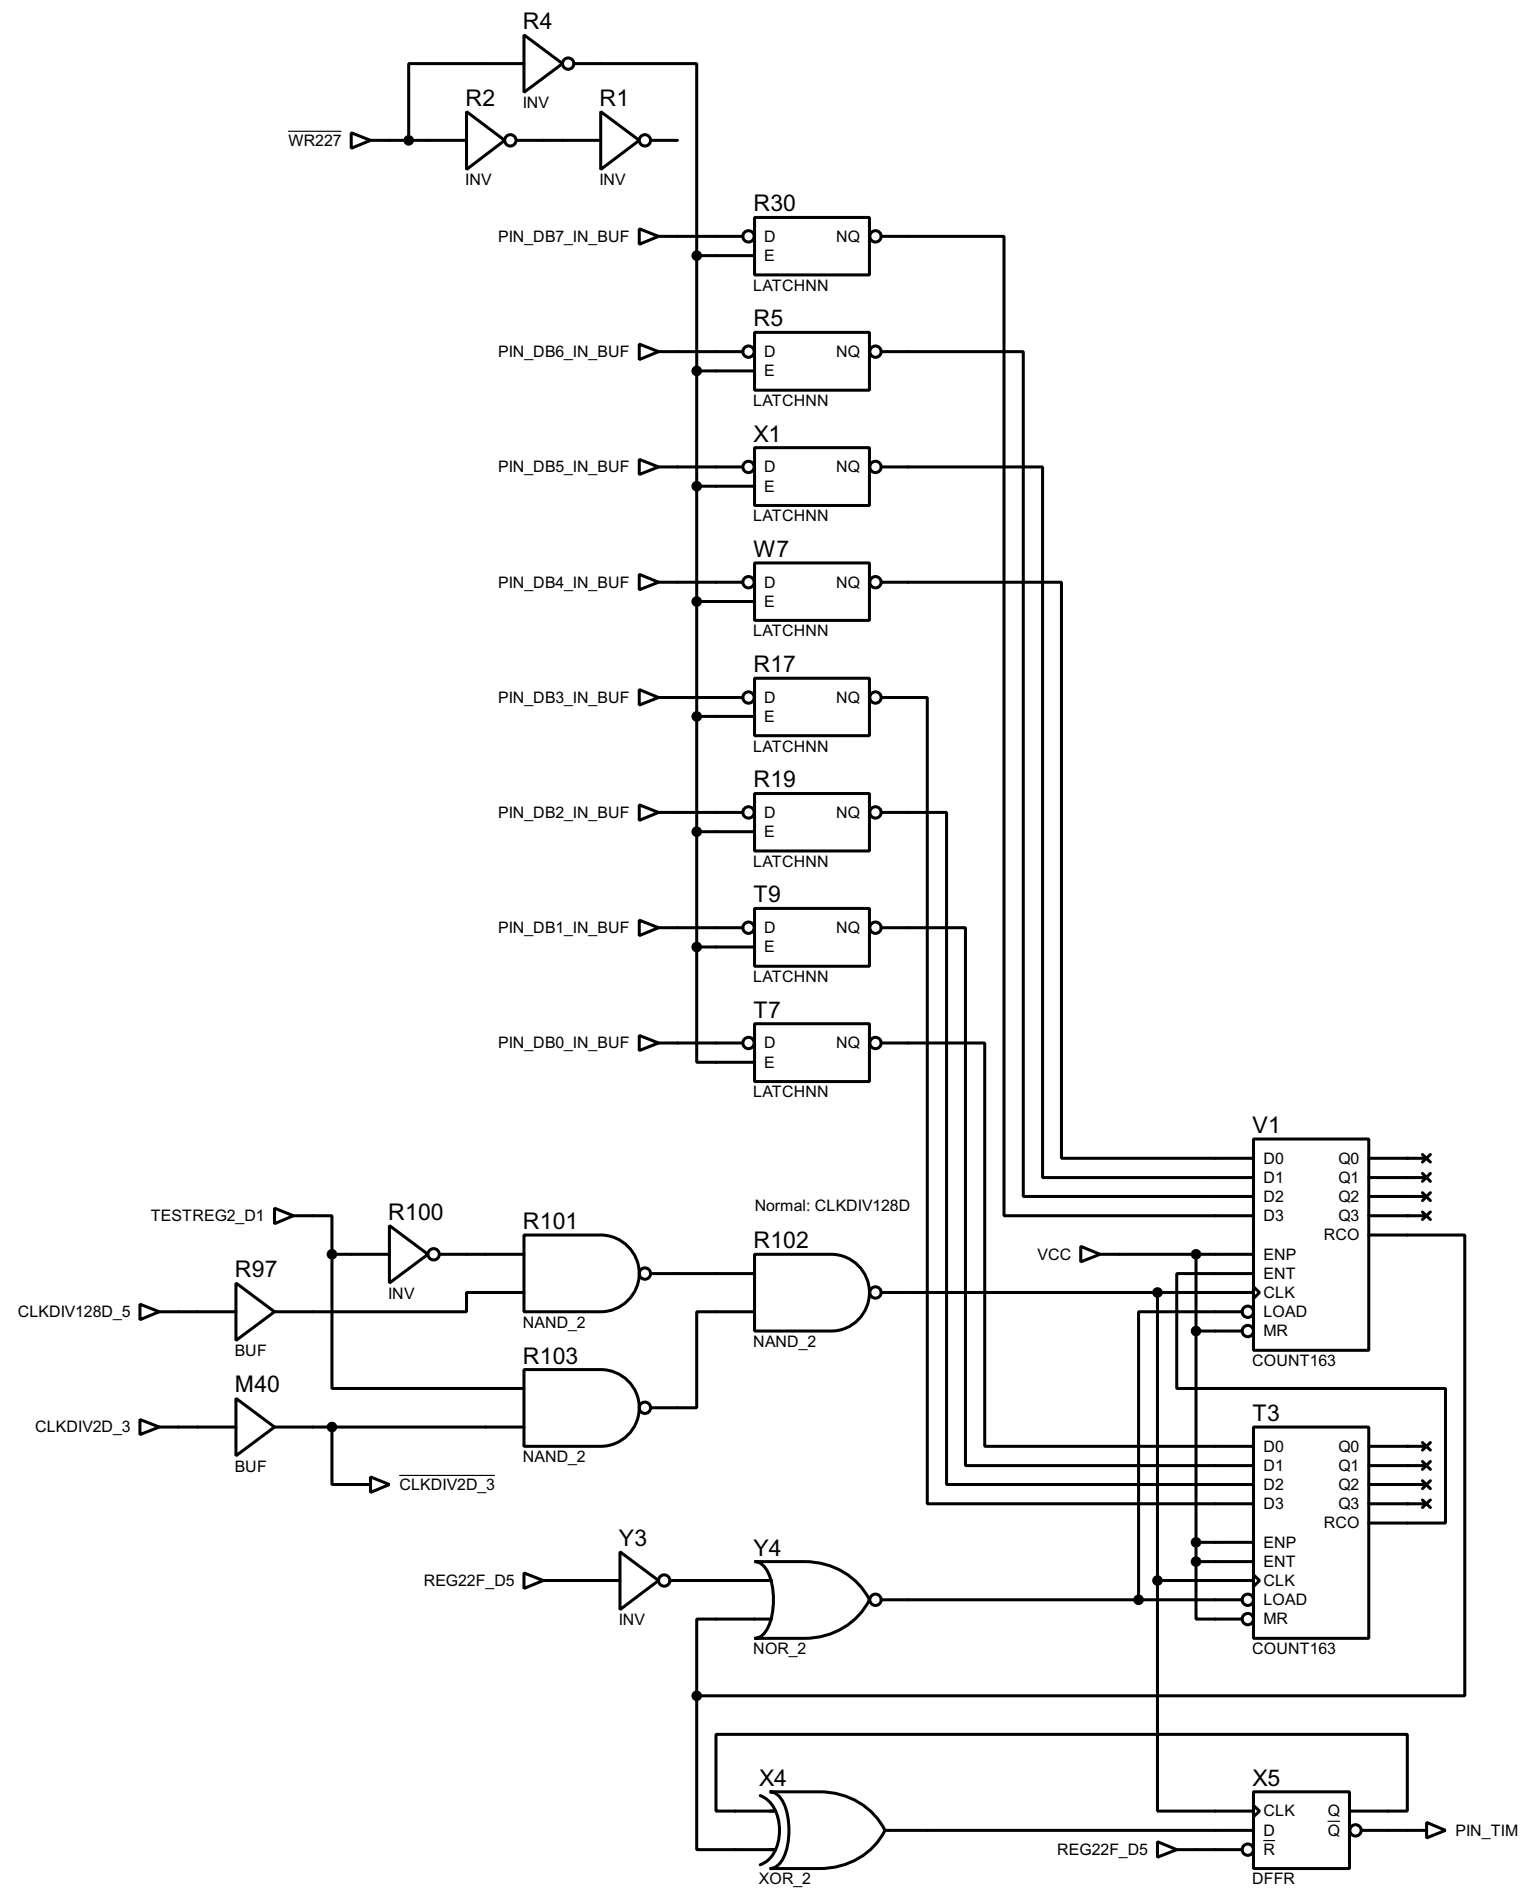 R4
INV
R2
R1
WR227
INV
INV
R30
PIN_DB7_IN_BUF
D
NQ
E
LATCHNN
R5
PIN_DB6_IN_BUF
D
NQ
E
LATCHNN
X1
PIN_DB5_IN_BUF
D
NQ
E
LATCHNN
W7
PIN_DB4_IN_BUF
D
NQ
E
LATCHNN
R17
PIN_DB3_IN_BUF
D
NQ
E
LATCHNN
R19
PIN_DB2_IN_BUF
D
NQ
E
LATCHNN
T9
PIN_DB1_IN_BUF
D
NQ
E
LATCHNN
T7
PIN_DB0_IN_BUF
D
NQ
E
LATCHNN
V1
D0 Q0
D1 Q1
D2 Q2
D3 Q3
RCO
VCC
ENP
ENT
CLK
LOAD
MR
COUNT163
TESTREG2_D1
R100
INV
R101
NAND_2
Normal: CLKDIV128D
R102
NAND_2
R97
CLKDIV128D_5
BUF
R103
NAND_2
M40
CLKDIV2D_3
BUF
CLKDIV2D_3
T3
D0 Q0
D1 Q1
D2 Q2
D3 Q3
RCO
ENP
ENT
CLK
LOAD
MR
COUNT163
Y3
REG22F_D5
INV
Y4
NOR_2
X4
XOR_2
X5
CLK Q
D Q
R
REG22F_D5
DFFR
PIN_TIM